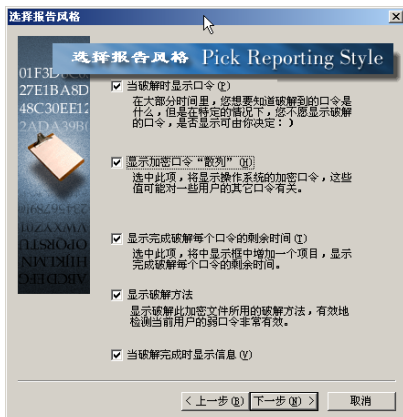 选择报告风格
选择报告风格 Pick Reporting Style
27E1BA8D
48C30EE12
2ADA39B
当破解时显示口令(P)
在大部分时间里，您想要知道破解到的口令是
什么，但是在特定的情况下，您不愿显示破解
的口令，是否显示可由你决定：)
显示加密口令“散列”(H)
选中此项，将显示操作系统的加密口令，这些
值可能对一些用户的其它口令有关。
显示完成破解每个口令的剩余时间(T)
选中此项，将中显示框中增加一个项目，显示
完成破解每个口令的剩余时间。
显示破解方法
显示破解此加密文件所用的破解方法，有效地
检测当前用户的弱口令非常有效。
当破解完成时显示信息(V)
< 上一步(B) 下一步(N) > 取消